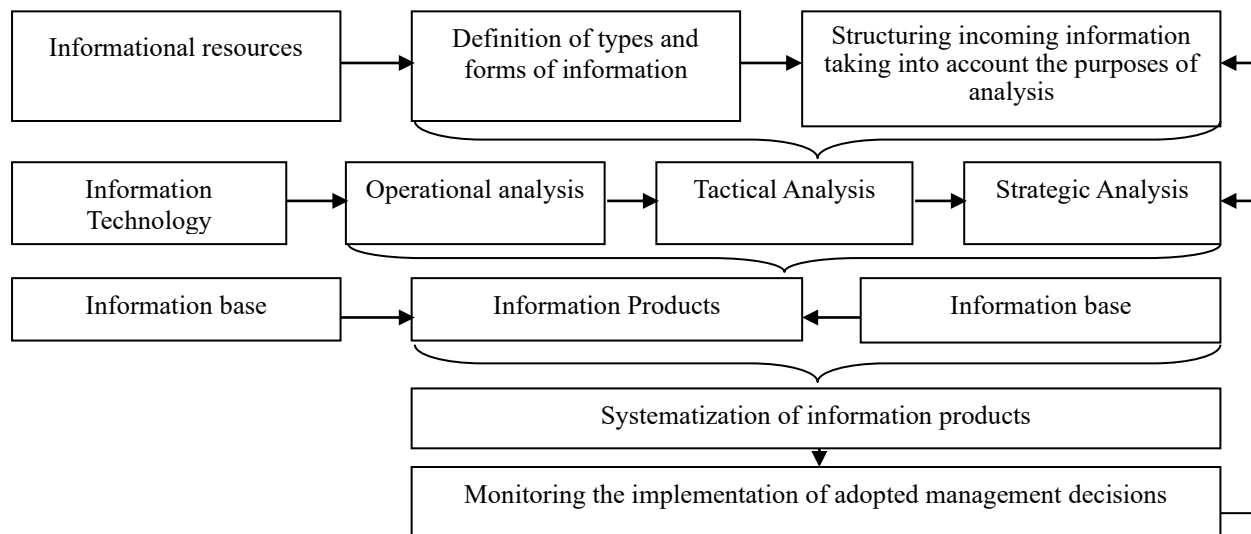 Informational resources
Definition of types and
forms of information
Structuring incoming information
taking into account the purposes of
analysis
Information
Technology
Operational analysis
Tactical Analysis
Strategic Analysis
Information base
Information Products
Information base
Systematization of information products
Monitoring the implementation of adopted management decisions